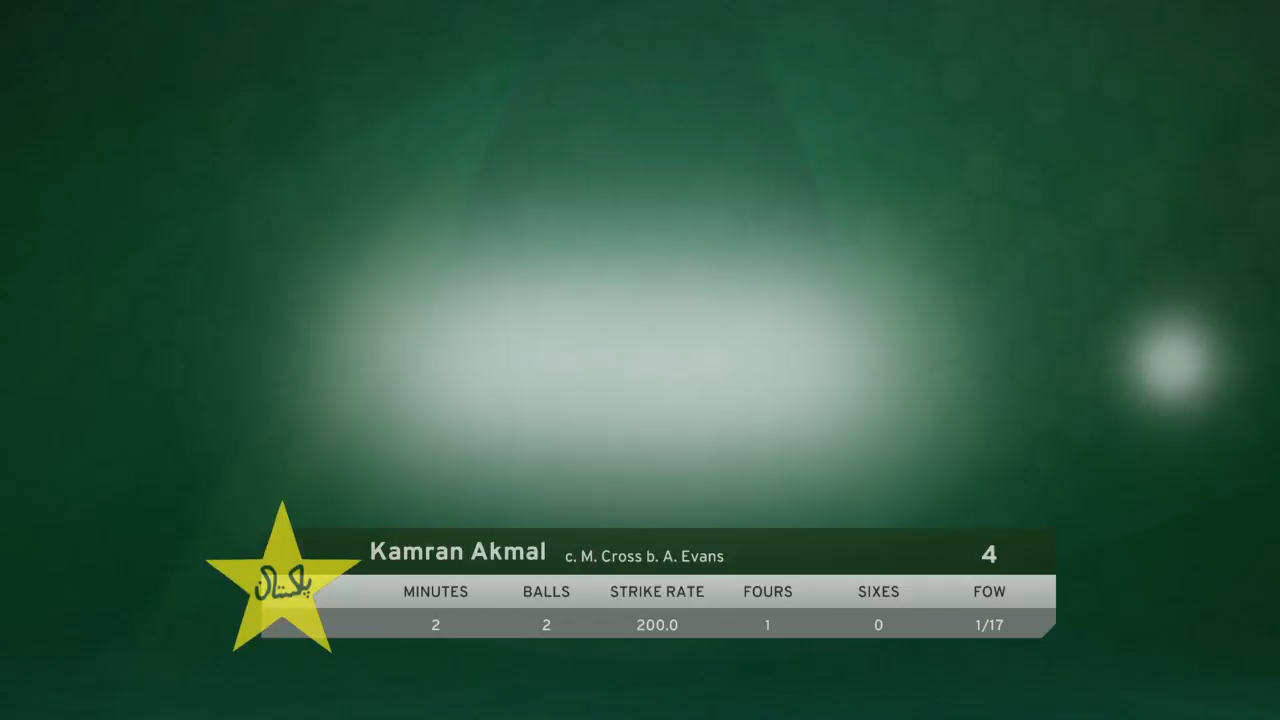 Kamran Akmal c. M. Cross b. A. Evans 4
MINUTES BALLS STRIKE RATE FOURS SIXES FOW
پاکستان
2 2 200.0 1 0 1/17